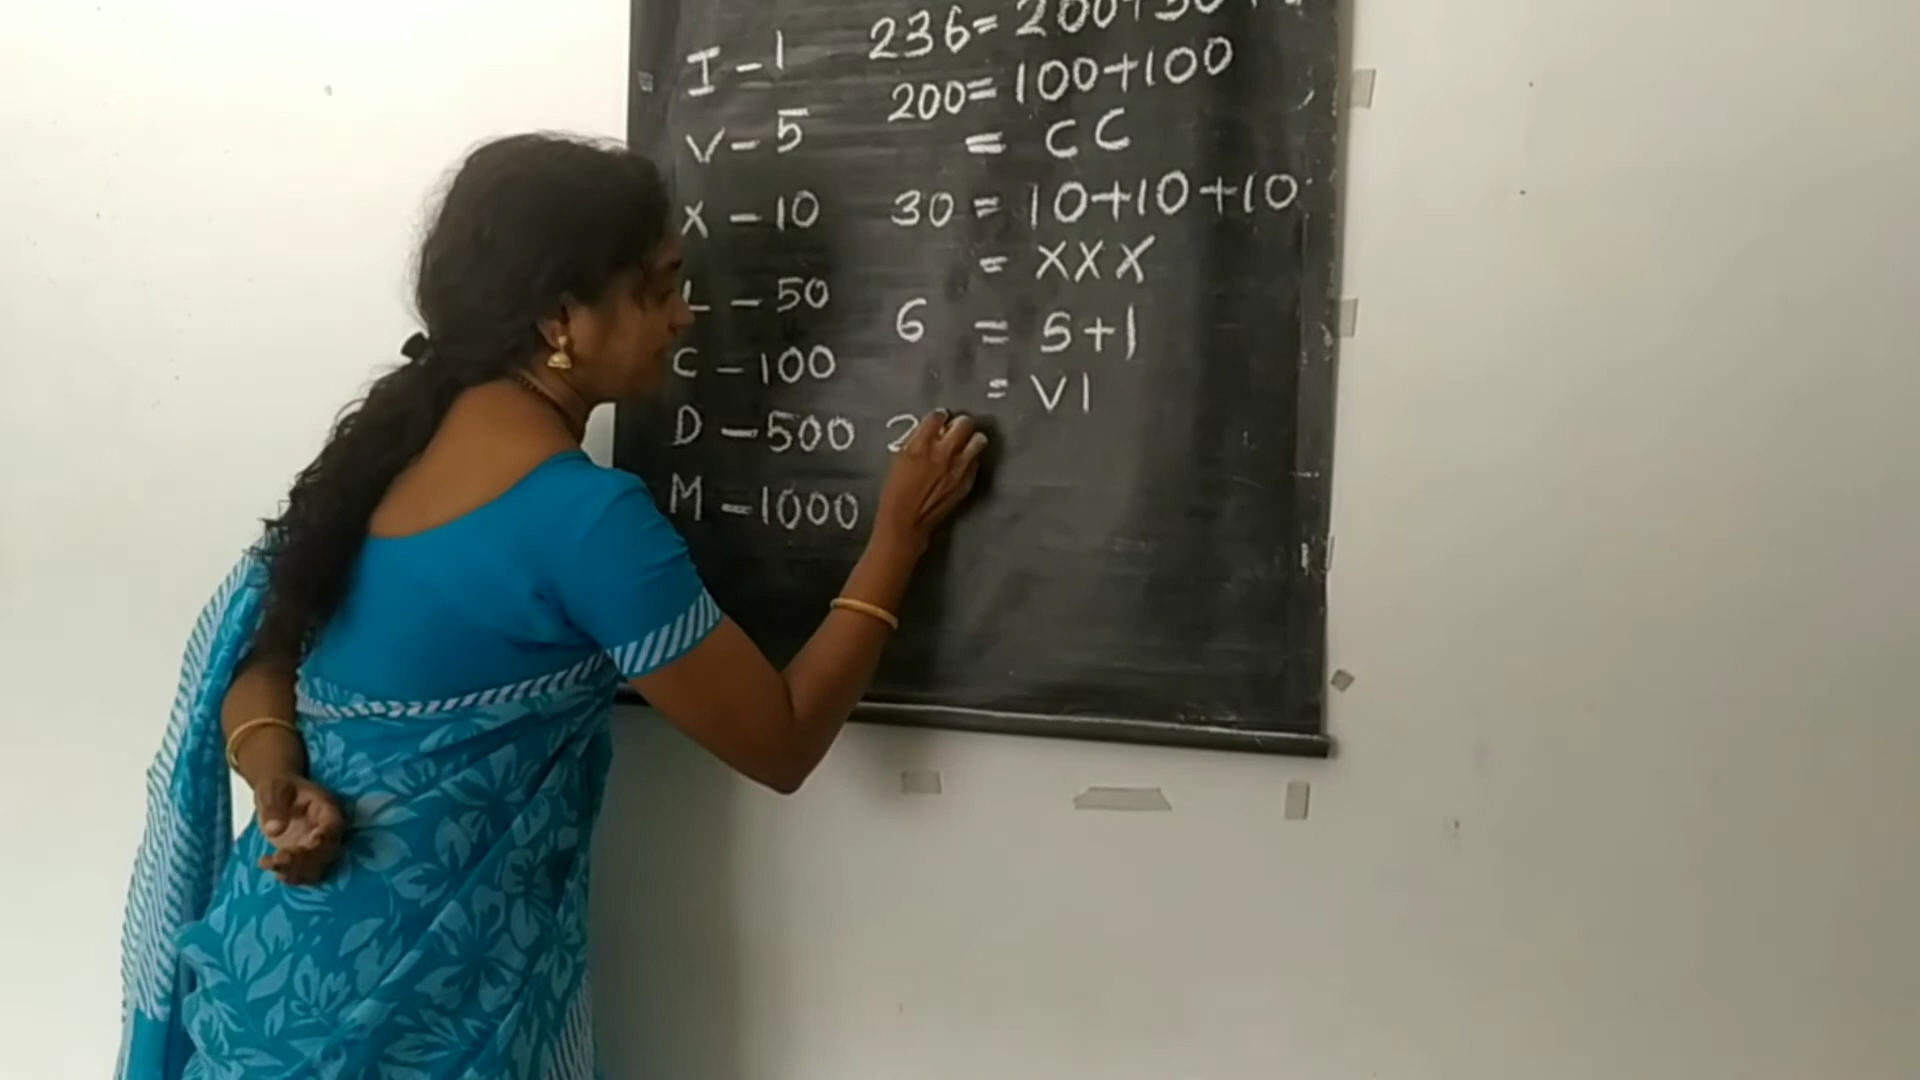 I - 1
V - 5
X - 10
L - 50
C - 100
D - 500
M - 1000
236 = 200+30+
200 = 100+100
= CC
30 = 10+10+10
= XXX
6 = 5+1
= VI
2